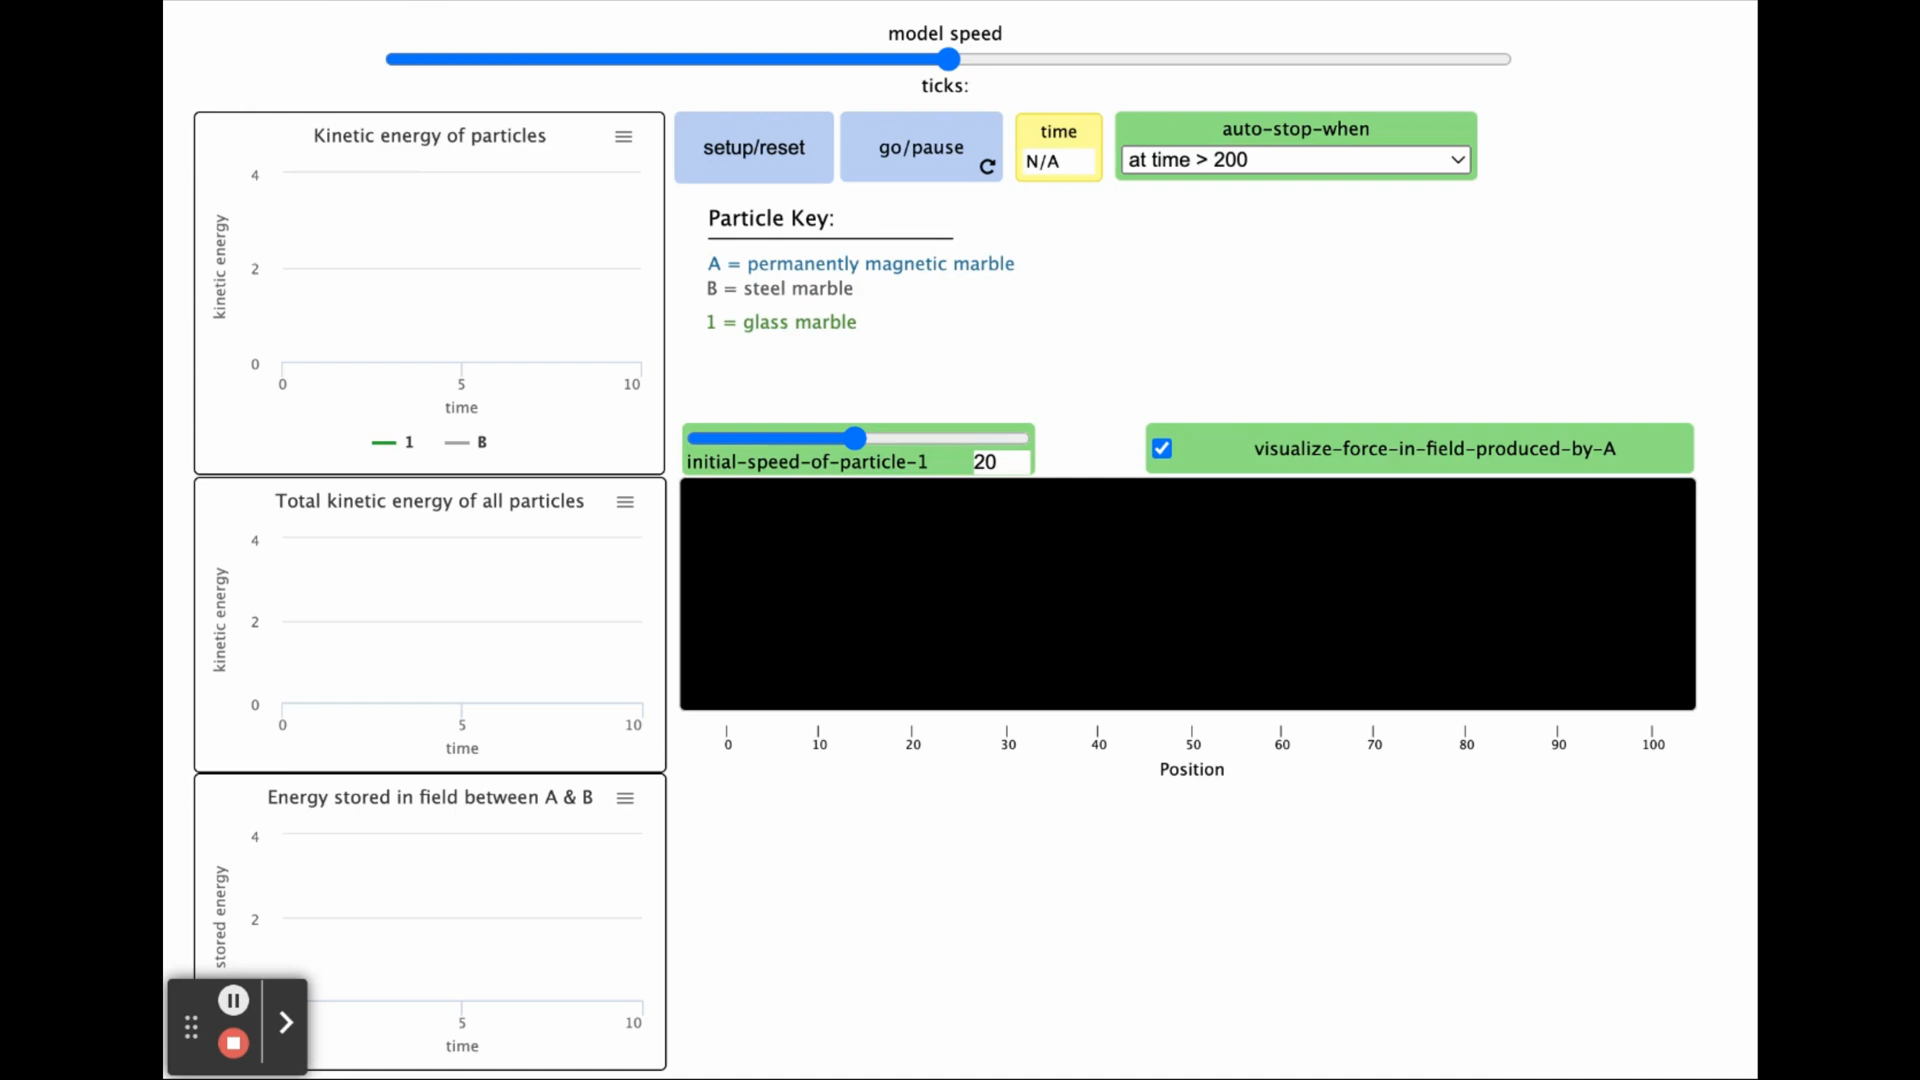 model speed
ticks:
Kinetic energy of particles
4
kinetic energy
2
0
0 5 10
time
1 B
setup/reset
go/pause
time
N/A
auto-stop-when
at time > 200
Particle Key:
A = permanently magnetic marble
B = steel marble
1 = glass marble
initial-speed-of-particle-1 20
visualize-force-in-field-produced-by-A
Total kinetic energy of all particles
4
kinetic energy
2
0
0 5 10
time
0 10 20 30 40 50 60 70 80 90 100
Position
Energy stored in field between A & B
4
stored energy
2
5 10
time